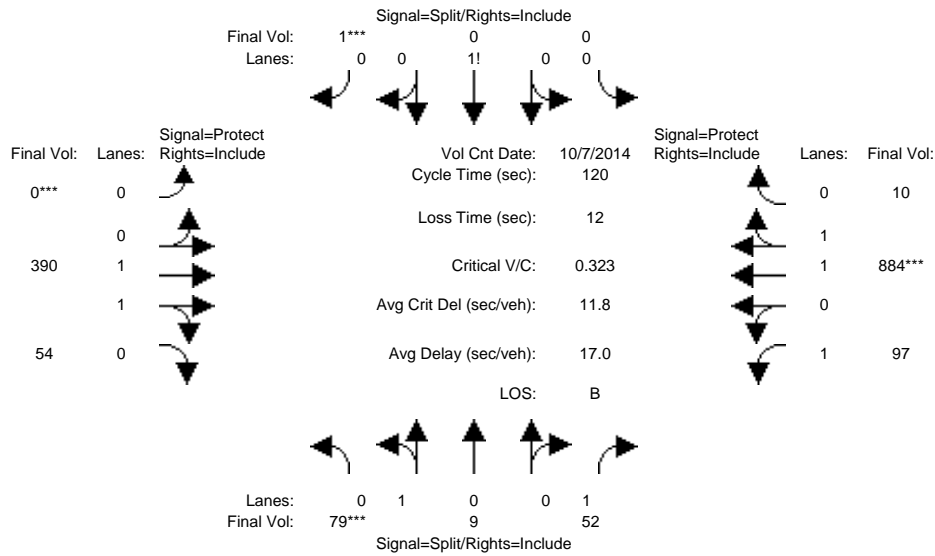 Signal=Split/Rights=Include
Final Vol: 1*** 0 0
Lanes: 0 0 1! 0 0
Signal=Protect Signal=Protect
Final Vol: Lanes: Rights=Include Vol Cnt Date: 10/7/2014 Rights=Include Lanes: Final Vol:
Cycle Time (sec): 120
0*** 0 0 10
Loss Time (sec): 12
0 1
390 1 Critical V/C: 0.323 1 884***
1 Avg Crit Del (sec/veh): 11.8 0
54 0 Avg Delay (sec/veh): 17.0 1 97
LOS: B
Lanes: 0 1 0 0 1
Final Vol: 79*** 9 52
Signal=Split/Rights=Include